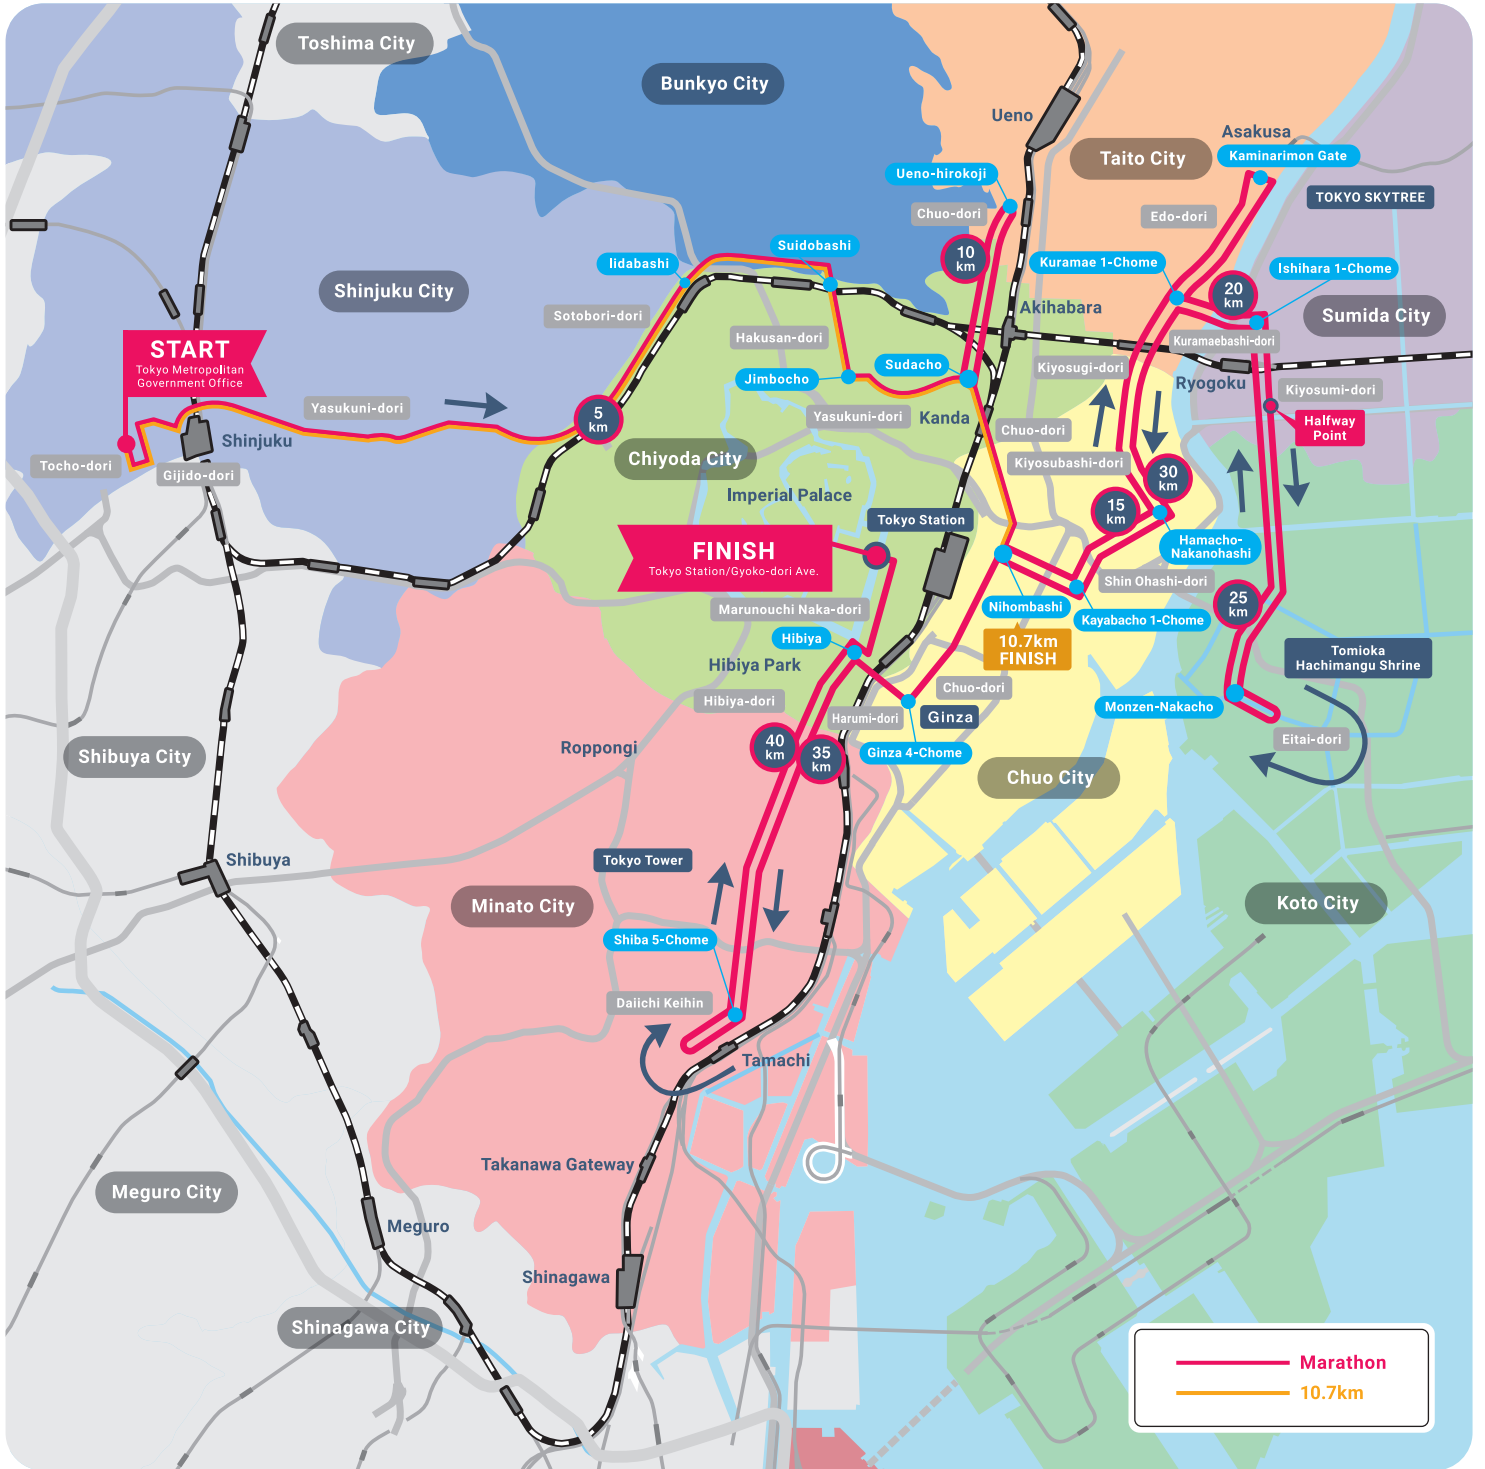 Toshima City
Bunkyo City
Ueno
Asakusa
Taito City
Kaminarimon Gate
Ueno-hirokoji
TOKYO SKYTREE
Chuo-dori
Edo-dori
Suidobashi
10
km
Iidabashi
Kuramae 1-Chome
Ishihara 1-Chome
Shinjuku City
20
km
Sotobori-dori
Akihabara
Sumida City
Hakusan-dori
START
Tokyo Metropolitan
Government Office
Kuramaebashi-dori
Sudacho
Kiyosugi-dori
Jimbocho
Ryogoku
Kiyosumi-dori
Yasukuni-dori
5
km
Yasukuni-dori
Kanda
Chuo-dori
Halfway
Point
Shinjuku
Tocho-dori
Gijido-dori
Chiyoda City
Kiyosubashi-dori
30
km
Imperial Palace
15
km
Tokyo Station
Hamacho-
Nakanohashi
FINISH
Tokyo Station/Gyoko-dori Ave.
Shin Ohashi-dori
Marunouchi Naka-dori
Nihombashi
25
km
Kayabacho 1-Chome
Hibiya
10.7km
FINISH
Tomioka
Hachimangu Shrine
Hibiya Park
Chuo-dori
Hibiya-dori
Monzen-Nakacho
Harumi-dori
Ginza
Eitai-dori
40
km
35
km
Roppongi
Ginza 4-Chome
Shibuya City
Chuo City
Shibuya
Tokyo Tower
Minato City
Koto City
Shiba 5-Chome
Daiichi Keihin
Tamachi
Takanawa Gateway
Meguro City
Meguro
Shinagawa
Shinagawa City
Marathon
10.7km